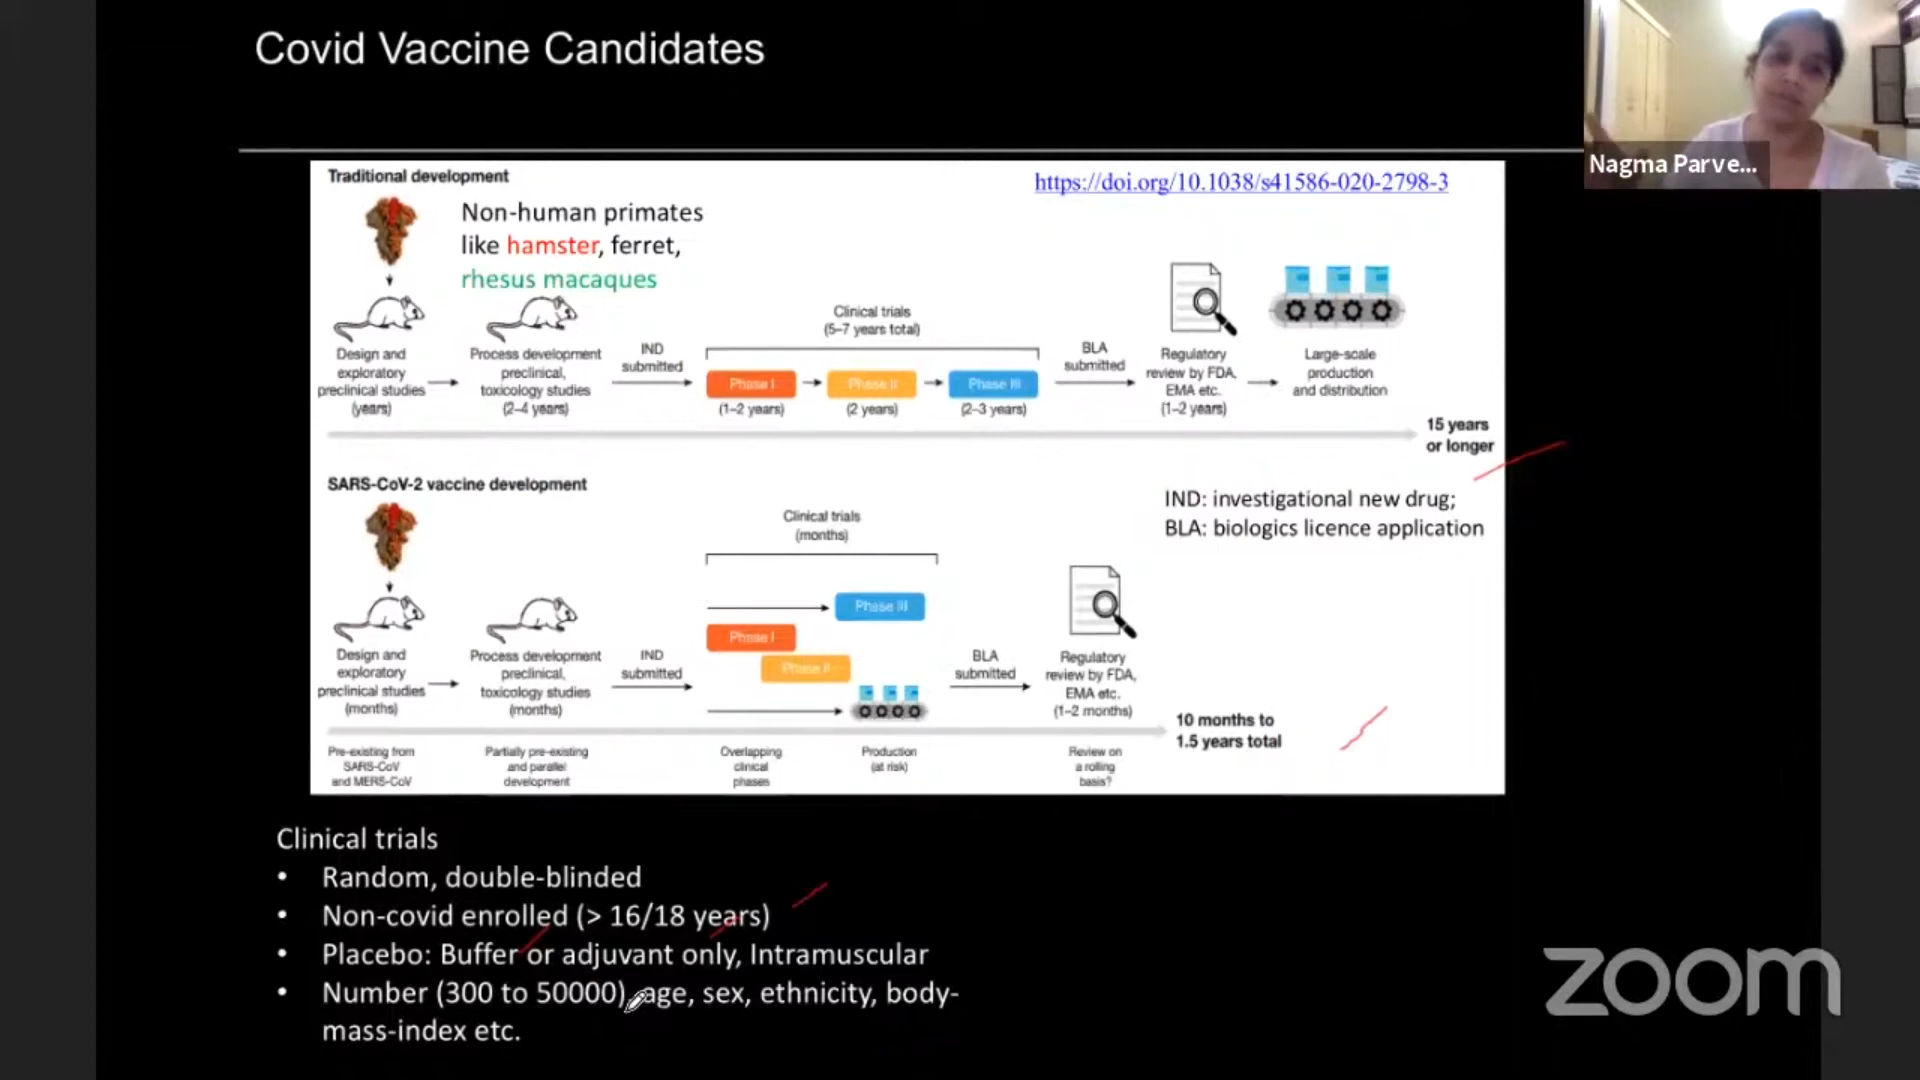 Covid Vaccine Candidates
Nagma Parve...
Traditional development
https://doi.org/10.1038/s41586-020-2798-3
Non-human primates
like hamster, ferret,
rhesus macaques
Design and
exploratory
preclinical studies
(years)
Process development
preclinical,
toxicology studies
(2–4 years)
IND
submitted
Clinical trials
(5–7 years total)
Phase I
(1–2 years)
Phase II
(2 years)
Phase III
(2–3 years)
BLA
submitted
Regulatory
review by FDA,
EMA etc.
(1–2 years)
Large-scale
production
and distribution
15 years
or longer
SARS-CoV-2 vaccine development
IND: investigational new drug;
BLA: biologics licence application
Design and
exploratory
preclinical studies
(months)
Process development
preclinical,
toxicology studies
(months)
IND
submitted
Clinical trials
(months)
Phase III
Phase I
Phase II
BLA
submitted
Regulatory
review by FDA,
EMA etc.
(1–2 months)
10 months to
1.5 years total
Pre-existing from
SARS-CoV
and MERS-CoV
Partially pre-existing
and parallel
development
Overlapping
clinical
phases
Production
(at risk)
Review on
a rolling
basis?
Clinical trials
• Random, double-blinded
• Non-covid enrolled (> 16/18 years)
• Placebo: Buffer or adjuvant only, Intramuscular
• Number (300 to 50000), age, sex, ethnicity, body-
mass-index etc.
zoom